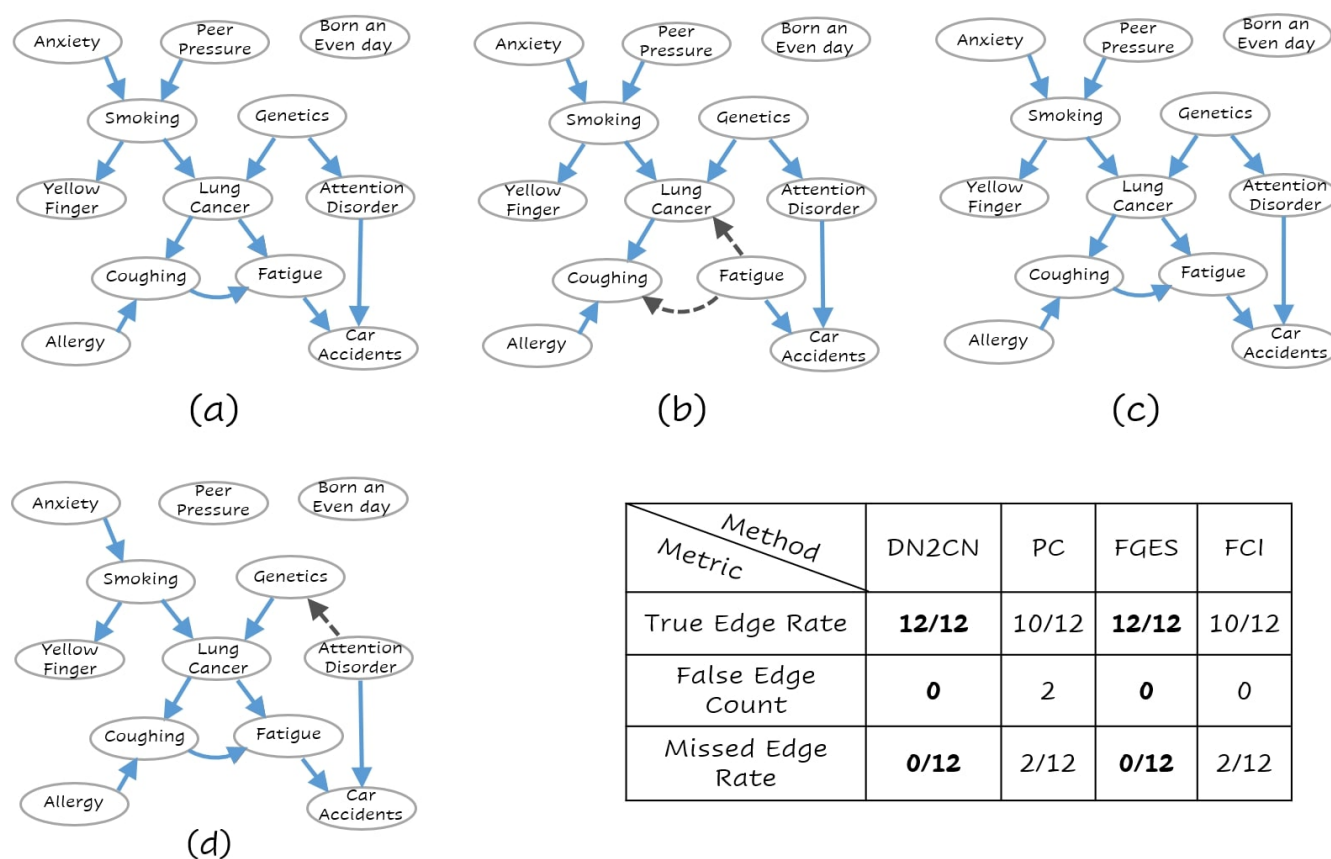 Anxiety
Peer
Pressure
Born an
Even day
Smoking
Genetics
Yellow
Finger
Lung
Cancer
Attention
Disorder
Coughing
Fatigue
Allergy
Car
Accidents
(a)
Anxiety
Peer
Pressure
Born an
Even day
Smoking
Genetics
Yellow
Finger
Lung
Cancer
Attention
Disorder
Coughing
Fatigue
Allergy
Car
Accidents
(b)
Anxiety
Peer
Pressure
Born an
Even day
Smoking
Genetics
Yellow
Finger
Lung
Cancer
Attention
Disorder
Coughing
Fatigue
Allergy
Car
Accidents
(c)
Anxiety
Peer
Pressure
Born an
Even day
Smoking
Genetics
Yellow
Finger
Lung
Cancer
Attention
Disorder
Coughing
Fatigue
Allergy
Car
Accidents
(d)
Method
Metric
DN2CN PC FGES FCI
True Edge Rate 12/12 10/12 12/12 10/12
False Edge
Count 0 2 0 0
Missed Edge
Rate 0/12 2/12 0/12 2/12